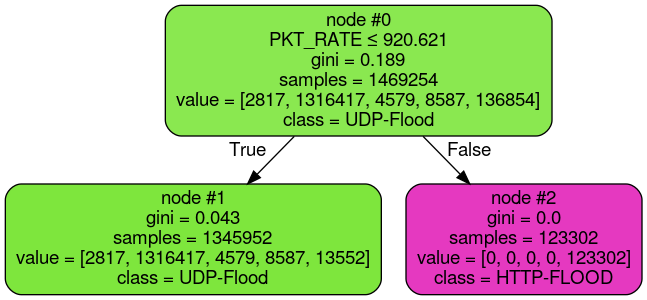 node #0
PKT_RATE ≤ 920.621
gini = 0.189
samples = 1469254
value = [2817, 1316417, 4579, 8587, 136854]
class = UDP-Flood
True
False
node #1
gini = 0.043
samples = 1345952
value = [2817, 1316417, 4579, 8587, 13552]
class = UDP-Flood
node #2
gini = 0.0
samples = 123302
value = [0, 0, 0, 0, 123302]
class = HTTP-FLOOD